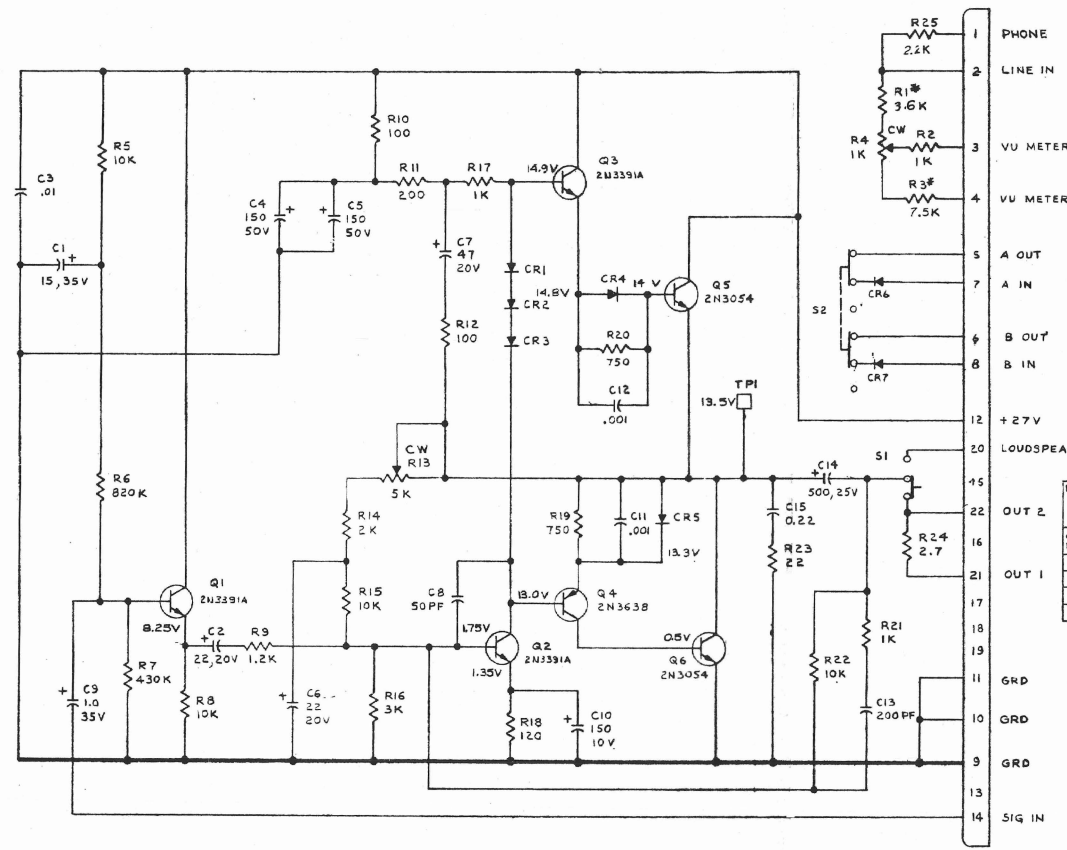 R25
2.2K
1 PHONE
2 LINE IN
R1*
3.6K
R4
1K
CW
R2
1K
3 VU METER
R3*
7.5K
4 VU METER
5 A OUT
7 A IN
CR6
S2
6 B OUT
8 B IN
CR7
12 +27V
S1
20 LOUDSPEA
15
22 OUT 2
R24
2.7
16
21 OUT 1
17
18
19
11 GRD
10 GRD
9 GRD
13
14 SIG IN
R5
10K
C3
.01
C1
+
15,35V
R10
100
R11
200
R17
1K
14.9V
Q3
2N3391A
C4
150
50V
+
C5
150
50V
+
C7
47
20V
+
CR1
CR2
CR3
14.8V
CR4
14 V
Q5
2N3054
R12
100
R20
750
C12
.001
TP1
13.5V
CW
R13
5K
R6
820K
R14
2K
R19
750
C11
.001
CR5
13.3V
C14
+
500,25V
C15
0.22
R23
22
Q1
2N3391A
8.25V
R15
10K
C8
50PF
13.0V
Q4
2N3638
C2
+
22,20V
R9
1.2K
1.75V
Q2
2N3391A
1.35V
0.5V
Q6
2N3054
R21
1K
R22
10K
C13
200PF
R7
430K
C9
1.0
35V
+
R8
10K
C6
22
20V
+
R16
3K
R18
120
C10
150
10V
+